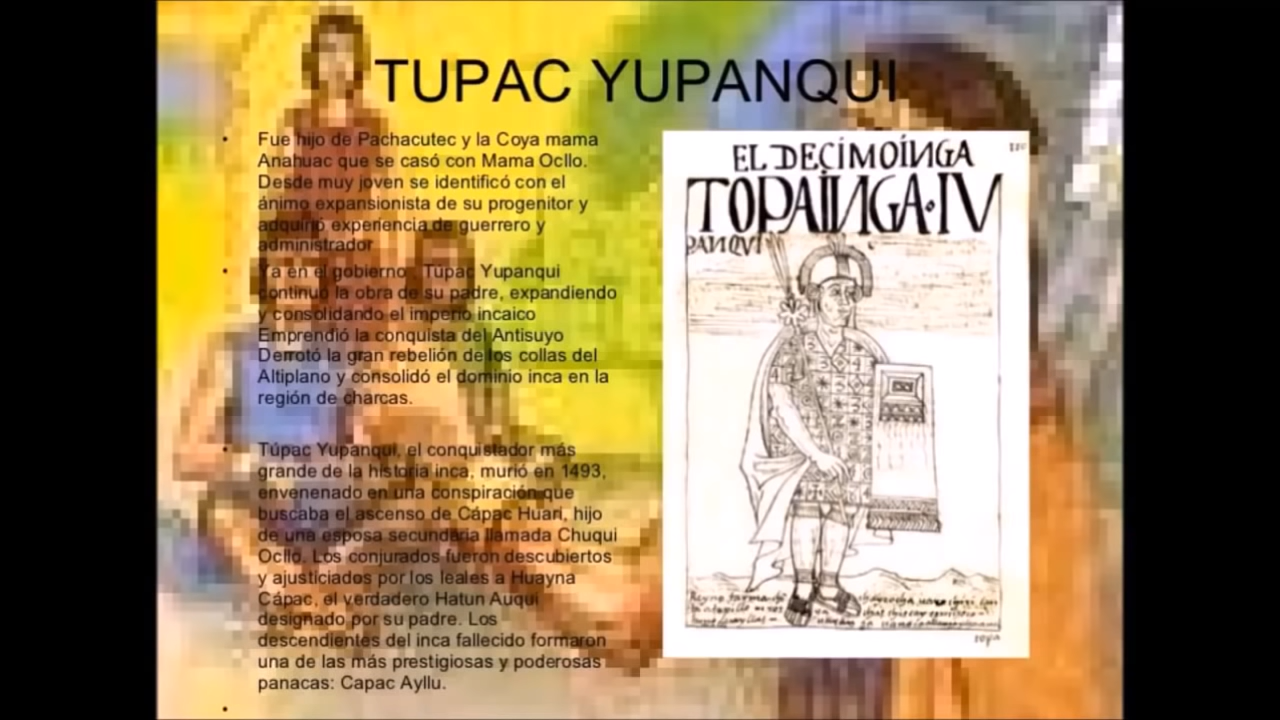 TUPAC YUPANQUI
• Fue hijo de Pachacutec y la Coya mama
Anahuac que se casó con Mama Ocllo.
Desde muy joven se identificó con el
ánimo expansionista de su progenitor y
adquirió experiencia de guerrero y
administrador
• Ya en el gobierno , Túpac Yupanqui
continuó la obra de su padre, expandiendo
y consolidando el imperio incaico
Emprendió la conquista del Antisuyo
Derrotó la gran rebelión de los collas del
Altiplano y consolidó el dominio inca en la
región de charcas.
• Túpac Yupanqui, el conquistador más
grande de la historia inca, murió en 1493,
envenenado en una conspiración que
buscaba el ascenso de Cápac Huari, hijo
de una esposa secundaria llamada Chuqui
Ocllo. Los conjurados fueron descubiertos
y ajusticiados por los leales a Huayna
Cápac, el verdadero Hatun Auqui
designado por su padre. Los
descendientes del inca fallecido formaron
una de las más prestigiosas y poderosas
panacas: Capac Ayllu.
•
EL DECIMO ÍNGA
TOPA ÍNGA·IV
PANQVI